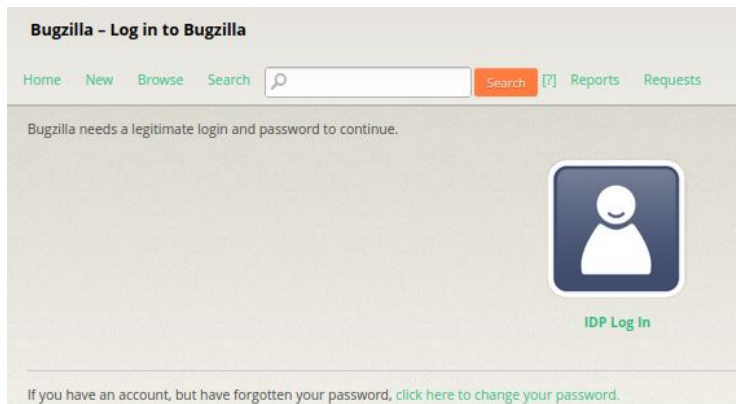 Bugzilla – Log in to Bugzilla
Home New Browse Search Search [?] Reports Requests
Bugzilla needs a legitimate login and password to continue.
IDP Log In
If you have an account, but have forgotten your password, click here to change your password.